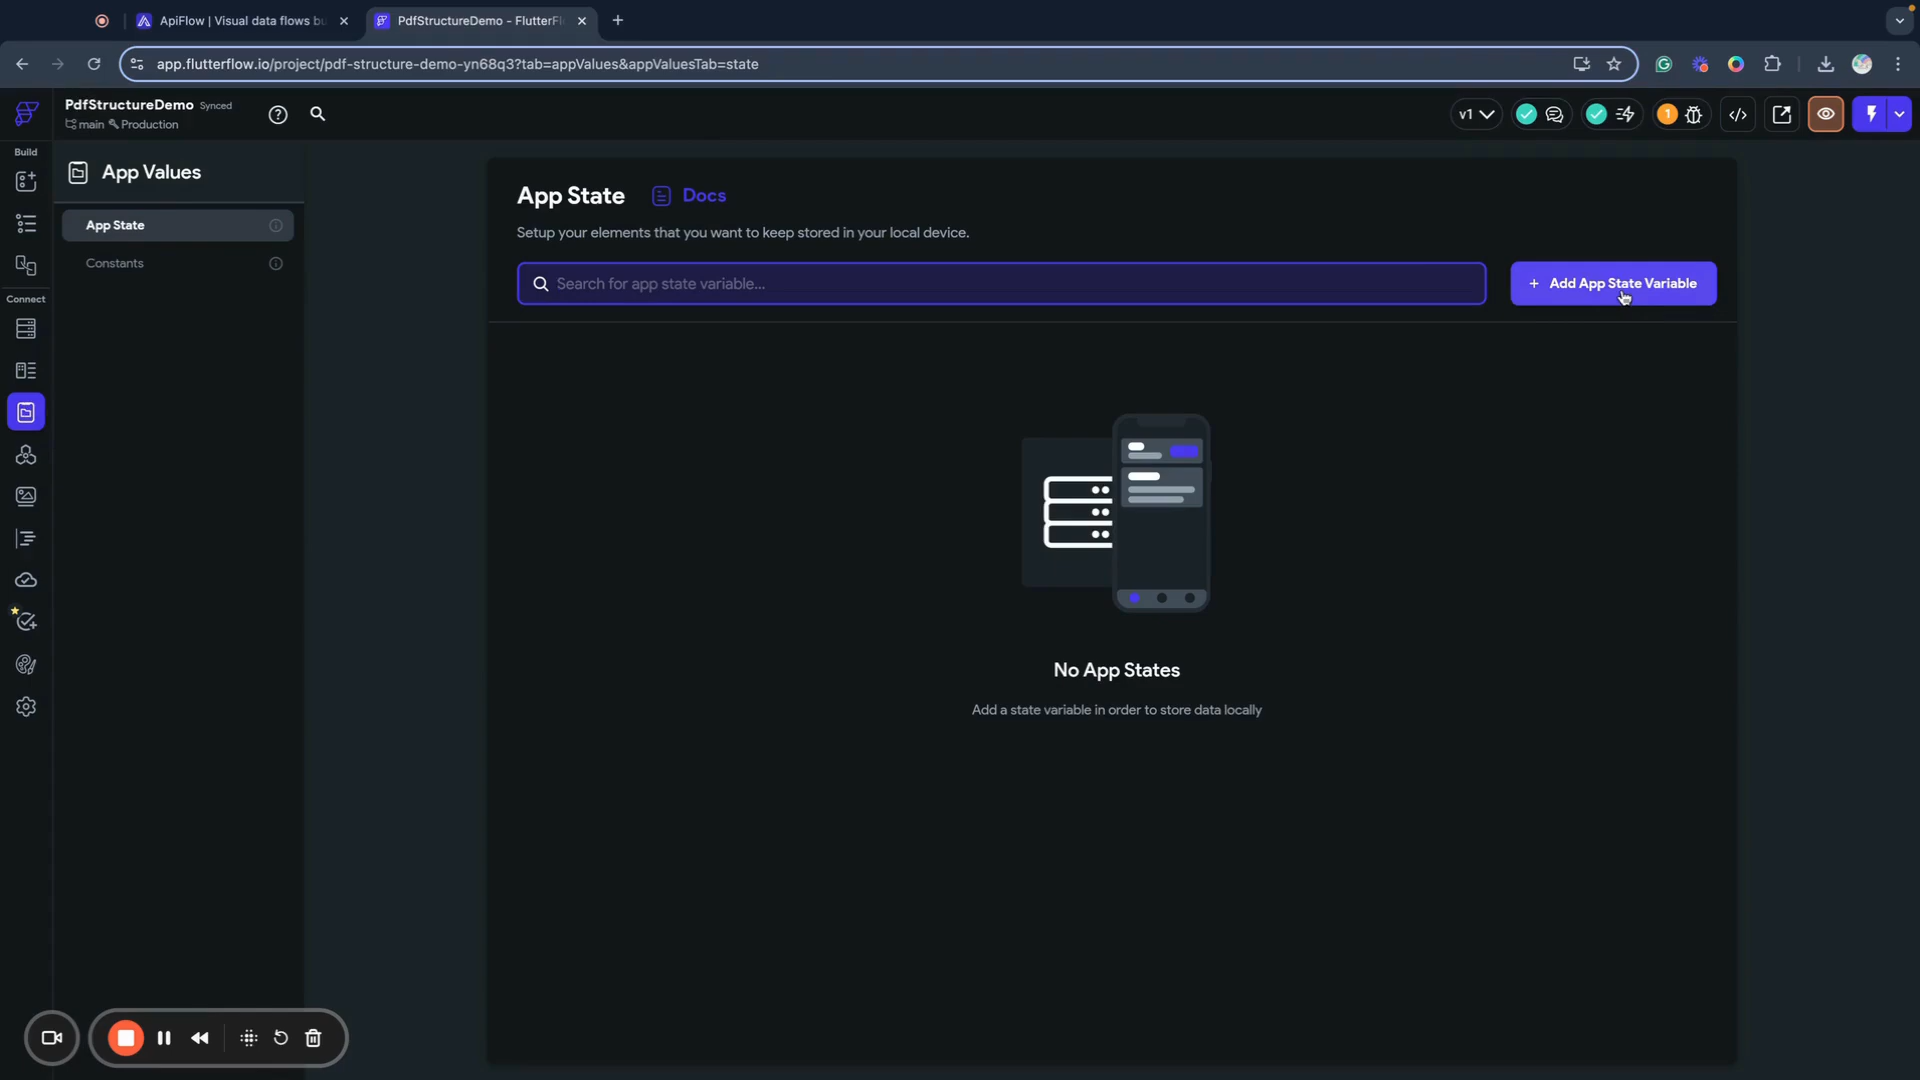 ApiFlow | Visual data flows bu
PdfStructureDemo - FlutterFl
app.flutterflow.io/project/pdf-structure-demo-yn68q3?tab=appValues&appValuesTab=state
PdfStructureDemo Synced
main Production
v1
1
Build
Connect
App Values
App State
Constants
App State Docs
Setup your elements that you want to keep stored in your local device.
Search for app state variable...
+ Add App State Variable
No App States
Add a state variable in order to store data locally